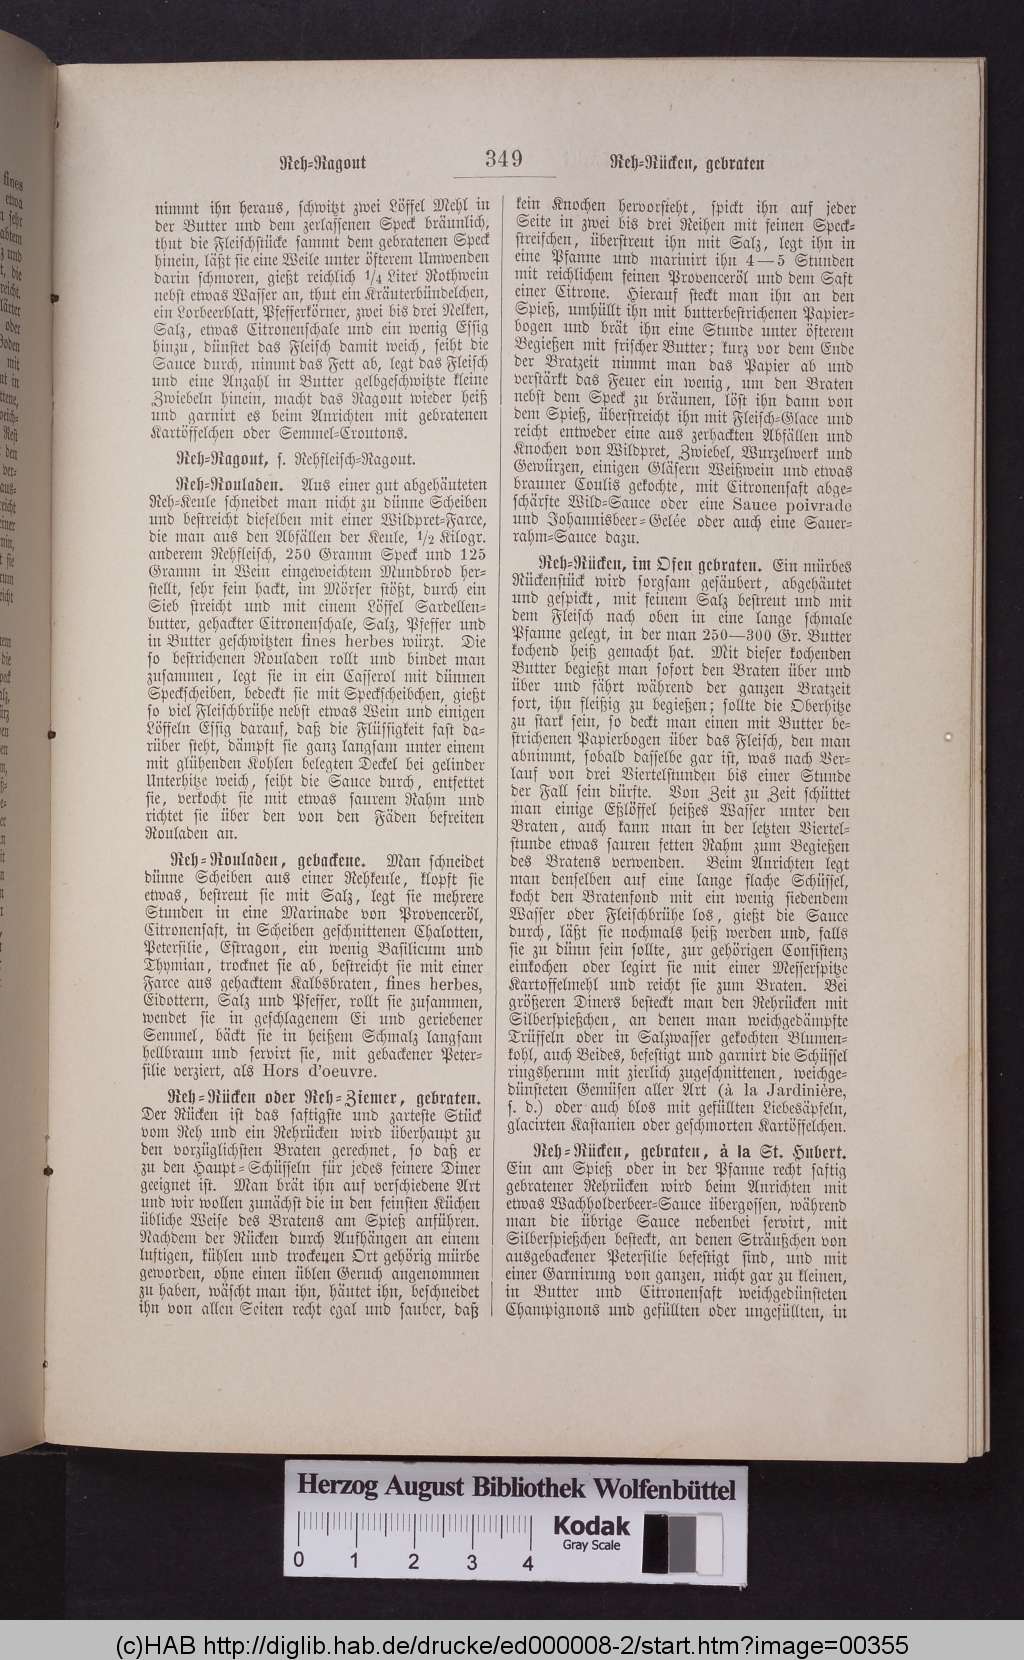 Reh-Ragout 349 Reh-Rücken, gebraten
nimmt ihn heraus, schwitzt zwei Löffel Mehl in
der Butter und dem zerlassenen Speck bräunlich,
thut die Fleischstücke sammt dem gebratenen Speck
hinein, läßt sie eine Weile unter öfterem Umwenden
darin schmoren, gießt reichlich 1/4 Liter Rothwein
nebst etwas Wasser an, thut ein Kräuterbündelchen,
ein Lorbeerblatt, Pfefferkörner, zwei bis drei Nelken,
Salz, etwas Citronenschale und ein wenig Essig
hinzu, dünstet das Fleisch damit weich, seiht die
Sauce durch, nimmt das Fett ab, legt das Fleisch
und eine Anzahl in Butter gelbgeschwitzte kleine
Zwiebeln hinein, macht das Ragout wieder heiß
und garnirt es beim Anrichten mit gebratenen
Kartöffelchen oder Semmel-Croutons.
Reh-Ragout, s. Rehfleisch-Ragout.
Reh-Rouladen. Aus einer gut abgehäuteten
Reh-Keule schneidet man nicht zu dünne Scheiben
und bestreicht dieselben mit einer Wildpret-Farce,
die man aus den Abfällen der Keule, 1/2 Kilogr.
anderem Rehfleisch, 250 Gramm Speck und 125
Gramm in Wein eingeweichtem Mundbrod her-
stellt, sehr fein hackt, im Mörser stößt, durch ein
Sieb streicht und mit einem Löffel Sardellen-
butter, gehackter Citronenschale, Salz, Pfeffer und
in Butter geschwitzten fines herbes würzt. Die
so bestrichenen Rouladen rollt und bindet man
zusammen, legt sie in ein Casserol mit dünnen
Speckscheiben, bedeckt sie mit Speckscheibchen, gießt
so viel Fleischbrühe nebst etwas Wein und einigen
Löffeln Essig darauf, daß die Flüssigkeit fast da-
rüber steht, dämpft sie ganz langsam unter einem
mit glühenden Kohlen belegten Deckel bei gelinder
Unterhitze weich, seiht die Sauce durch, entfettet
sie, verkocht sie mit etwas saurem Rahm und
richtet sie über den von den Fäden befreiten
Rouladen an.
Reh-Rouladen, gebackene. Man schneidet
dünne Scheiben aus einer Rehkeule, klopft sie
etwas, bestreut sie mit Salz, legt sie mehrere
Stunden in eine Marinade von Provenceröl,
Citronensaft, in Scheiben geschnittenen Chalotten,
Petersilie, Estragon, ein wenig Basilicum und
Thymian, trocknet sie ab, bestreicht sie mit einer
Farce aus gehacktem Kalbsbraten, fines herbes,
Eidottern, Salz und Pfeffer, rollt sie zusammen,
wendet sie in geschlagenem Ei und geriebener
Semmel, bäckt sie in heißem Schmalz langsam
hellbraun und servirt sie, mit gebackener Peter-
silie verziert, als Hors d'oeuvre.
Reh-Rücken oder Reh-Ziemer, gebraten.
Der Rücken ist das saftigste und zarteste Stück
vom Reh und ein Rehrücken wird überhaupt zu
den vorzüglichsten Braten gerechnet, so daß er
zu den Haupt-Schüsseln für jedes feinere Diner
geeignet ist. Man brät ihn auf verschiedene Art
und wir wollen zunächst die in den feinsten Küchen
übliche Weise des Bratens am Spieß anführen.
Nachdem der Rücken durch Aufhängen an einem
luftigen, kühlen und trockenen Ort gehörig mürbe
geworden, ohne einen üblen Geruch angenommen
zu haben, wäscht man ihn, häutet ihn, beschneidet
ihn von allen Seiten recht egal und sauber, daß
kein Knochen hervorsteht, spickt ihn auf jeder
Seite in zwei bis drei Reihen mit feinen Speck-
streifchen, überstreut ihn mit Salz, legt ihn in
eine Pfanne und marinirt ihn 4—5 Stunden
mit reichlichem feinen Provenceröl und dem Saft
einer Citrone. Hierauf steckt man ihn an den
Spieß, umhüllt ihn mit butterbestrichenen Papier-
bogen und brät ihn eine Stunde unter öfterem
Begießen mit frischer Butter; kurz vor dem Ende
der Bratzeit nimmt man das Papier ab und
verstärkt das Feuer ein wenig, um den Braten
nebst dem Speck zu bräunen, löst ihn dann von
dem Spieß, überstreicht ihn mit Fleisch-Glace und
reicht entweder eine aus zerhackten Abfällen und
Knochen von Wildpret, Zwiebel, Wurzelwerk und
Gewürzen, einigen Gläsern Weißwein und etwas
brauner Coulis gekochte, mit Citronensaft abge-
schärfte Wild-Sauce oder eine Sauce poivrade
und Johannisbeer-Gelée oder auch eine Sauer-
rahm-Sauce dazu.
Reh-Rücken, im Ofen gebraten. Ein mürbes
Rückenstück wird sorgsam gesäubert, abgehäutet
und gespickt, mit feinem Salz bestreut und mit
dem Fleisch nach oben in eine lange schmale
Pfanne gelegt, in der man 250—300 Gr. Butter
kochend heiß gemacht hat. Mit dieser kochenden
Butter begießt man sofort den Braten über und
über und fährt während der ganzen Bratzeit
fort, ihn fleißig zu begießen; sollte die Oberhitze
zu stark sein, so deckt man einen mit Butter be-
strichenen Papierbogen über das Fleisch, den man
abnimmt, sobald dasselbe gar ist, was nach Ver-
lauf von drei Viertelstunden bis einer Stunde
der Fall sein dürfte. Von Zeit zu Zeit schüttet
man einige Eßlöffel heißes Wasser unter den
Braten, auch kann man in der letzten Viertel-
stunde etwas sauren fetten Rahm zum Begießen
des Bratens verwenden. Beim Anrichten legt
man denselben auf eine lange flache Schüssel,
kocht den Bratenfond mit ein wenig siedendem
Wasser oder Fleischbrühe los, gießt die Sauce
durch, läßt sie nochmals heiß werden und, falls
sie zu dünn sein sollte, zur gehörigen Consistenz
einkochen oder legirt sie mit einer Messerspitze
Kartoffelmehl und reicht sie zum Braten. Bei
größeren Diners besteckt man den Rehrücken mit
Silberspießchen, an denen man weichgedämpfte
Trüffeln oder in Salzwasser gekochten Blumen-
kohl, auch Beides, befestigt und garnirt die Schüssel
ringsherum mit zierlich zugeschnittenen, weichge-
dünsteten Gemüsen aller Art (à la Jardinière,
s. d.) oder auch blos mit gefüllten Liebesäpfeln,
glacirten Kastanien oder geschmorten Kartöffelchen.
Reh-Rücken, gebraten, à la St. Hubert.
Ein am Spieß oder in der Pfanne recht saftig
gebratener Rehrücken wird beim Anrichten mit
etwas Wachholderbeer-Sauce übergossen, während
man die übrige Sauce nebenbei servirt, mit
Silberspießchen besteckt, an denen Sträußchen von
ausgebackener Petersilie befestigt sind, und mit
einer Garnirung von ganzen, nicht gar zu kleinen,
in Butter und Citronensaft weichgedünsteten
Champignons und gefüllten oder ungefüllten, in
Herzog August Bibliothek Wolfenbüttel
Kodak
Gray Scale
0 1 2 3 4
(c)HAB http://diglib.hab.de/drucke/ed000008-2/start.htm?image=00355